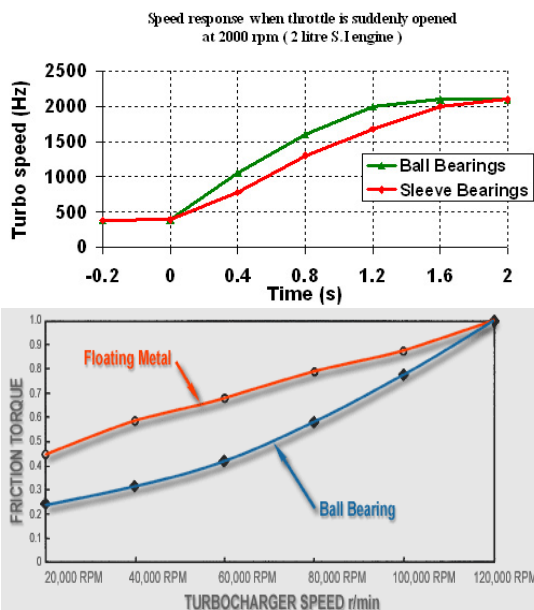 Speed response when throttle is suddenly opened
at 2000 rpm ( 2 litre S.I engine )
Turbo speed (Hz)
2500
2000
1500
1000
500
0
Ball Bearings
Sleeve Bearings
-0.2 0 0.4 0.8 1.2 1.6 2
Time (s)
FRICTION TORQUE
1.0
0.9
0.8
0.7
0.6
0.5
0.4
0.3
0.2
0.1
0
Floating Metal
Ball Bearing
20,000 RPM 40,000 RPM 60,000 RPM 80,000 RPM 100,000 RPM 120,000 RPM
TURBOCHARGER SPEED r/min